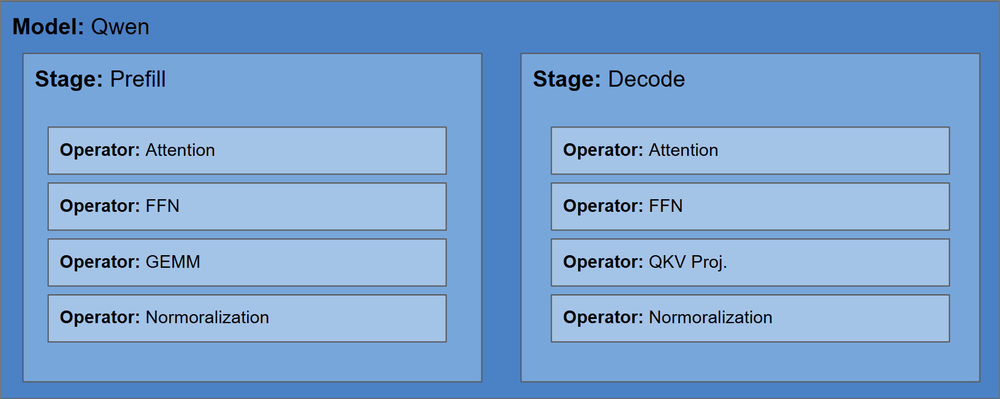 Model: Qwen
Stage: Prefill
Operator: Attention
Operator: FFN
Operator: GEMM
Operator: Normoralization
Stage: Decode
Operator: Attention
Operator: FFN
Operator: QKV Proj.
Operator: Normoralization